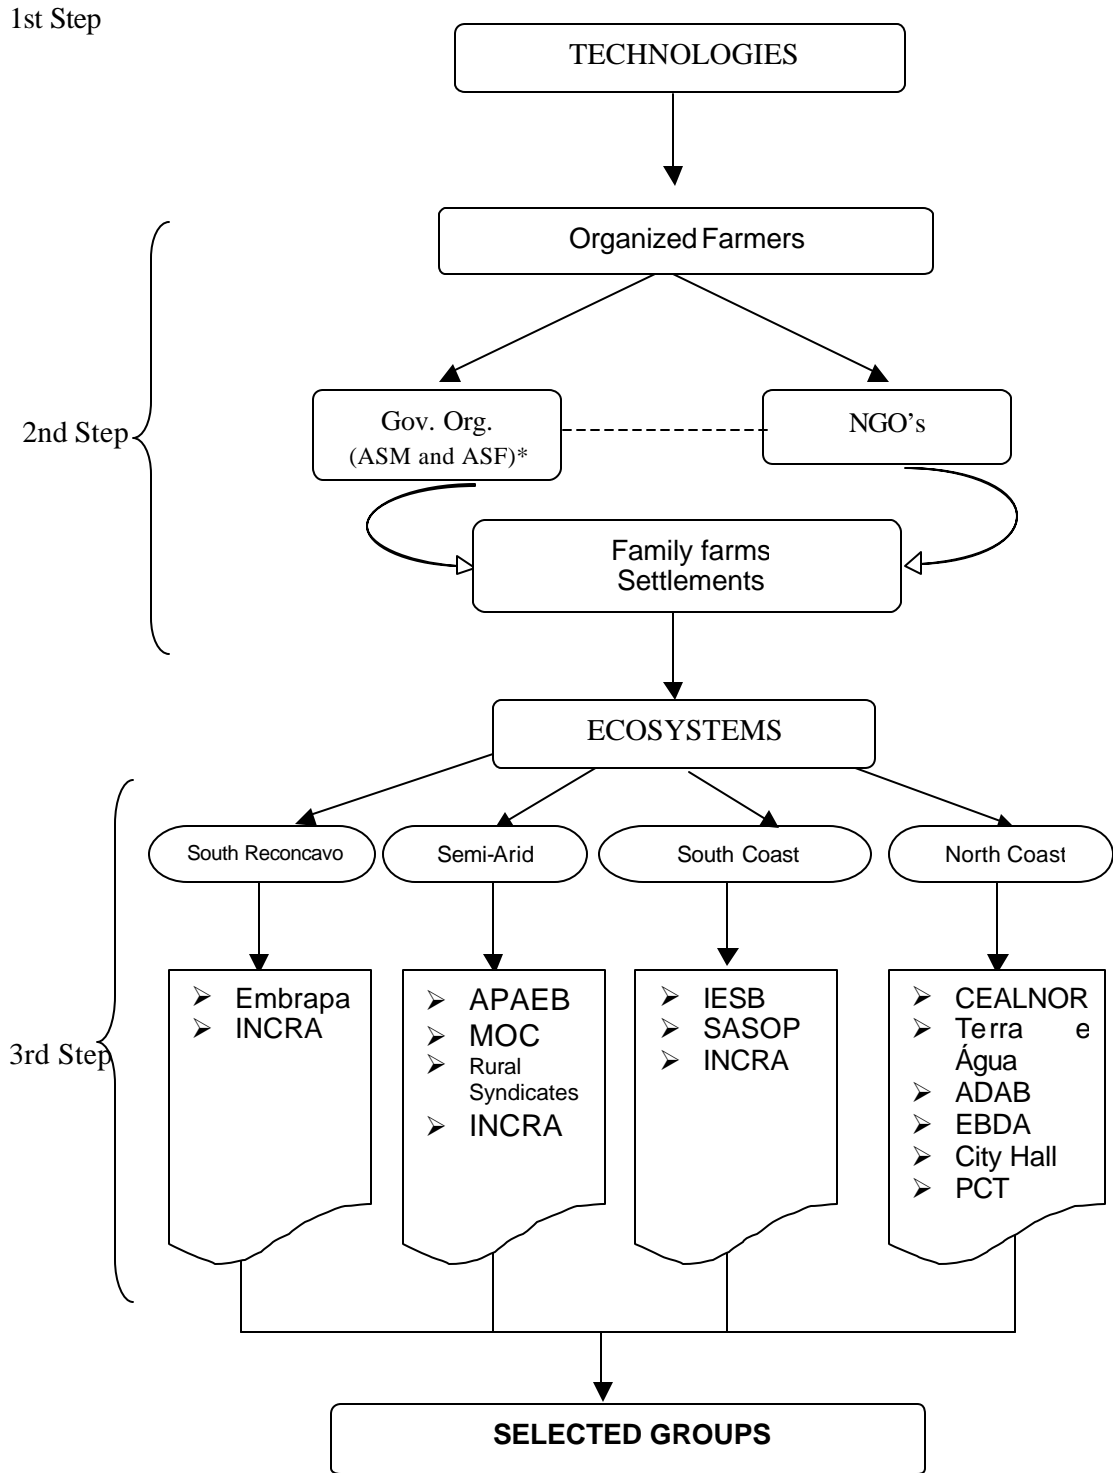 1st Step
TECHNOLOGIES
Organized Farmers
2nd Step
Gov. Org.
(ASM and ASF)*
NGO's
Family farms
Settlements
ECOSYSTEMS
South Reconcavo
Semi-Arid
South Coast
North Coast
3rd Step
➢ Embrapa
➢ INCRA
➢ APAEB
➢ MOC
➢ Rural
Syndicates
➢ INCRA
➢ IESB
➢ SASOP
➢ INCRA
➢ CEALNOR
➢ Terra e
Água
➢ ADAB
➢ EBDA
➢ City Hall
➢ PCT
SELECTED GROUPS